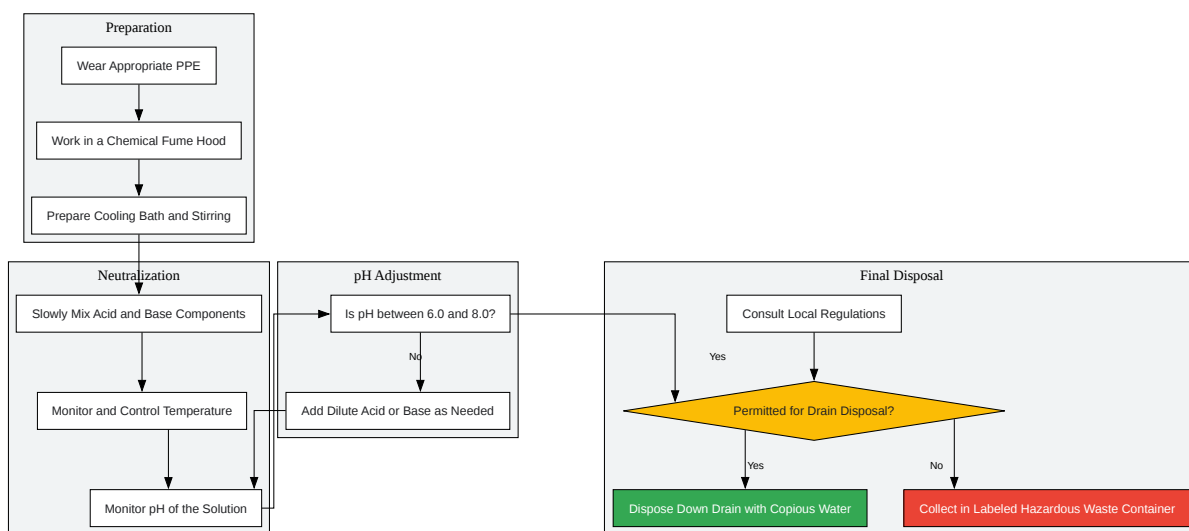 Preparation
Wear Appropriate PPE
Work in a Chemical Fume Hood
Prepare Cooling Bath and Stirring
Neutralization
Slowly Mix Acid and Base Components
Monitor and Control Temperature
Monitor pH of the Solution
pH Adjustment
Is pH between 6.0 and 8.0?
No
Add Dilute Acid or Base as Needed
Final Disposal
Consult Local Regulations
Yes
Permitted for Drain Disposal?
Yes
No
Dispose Down Drain with Copious Water
Collect in Labeled Hazardous Waste Container